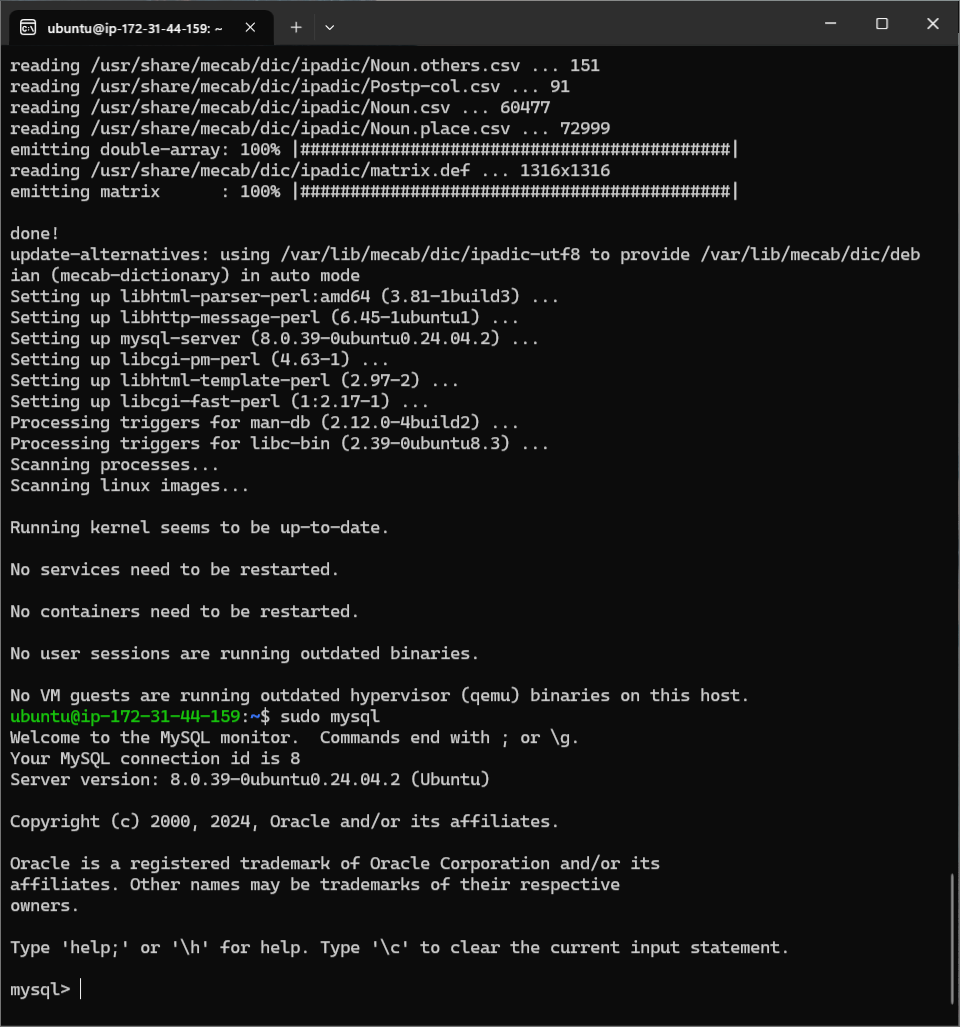 ubuntu@ip-172-31-44-159: ~
reading /usr/share/mecab/dic/ipadic/Noun.others.csv ... 151
reading /usr/share/mecab/dic/ipadic/Postp-col.csv ... 91
reading /usr/share/mecab/dic/ipadic/Noun.csv ... 60477
reading /usr/share/mecab/dic/ipadic/Noun.place.csv ... 72999
emitting double-array: 100% |###########################################|
reading /usr/share/mecab/dic/ipadic/matrix.def ... 1316x1316
emitting matrix      : 100% |###########################################|
done!
update-alternatives: using /var/lib/mecab/dic/ipadic-utf8 to provide /var/lib/mecab/dic/deb
ian (mecab-dictionary) in auto mode
Setting up libhtml-parser-perl:amd64 (3.81-1build3) ...
Setting up libhttp-message-perl (6.45-1ubuntu1) ...
Setting up mysql-server (8.0.39-0ubuntu0.24.04.2) ...
Setting up libcgi-pm-perl (4.63-1) ...
Setting up libhtml-template-perl (2.97-2) ...
Setting up libcgi-fast-perl (1:2.17-1) ...
Processing triggers for man-db (2.12.0-4build2) ...
Processing triggers for libc-bin (2.39-0ubuntu8.3) ...
Scanning processes...
Scanning linux images...
Running kernel seems to be up-to-date.
No services need to be restarted.
No containers need to be restarted.
No user sessions are running outdated binaries.
No VM guests are running outdated hypervisor (qemu) binaries on this host.
ubuntu@ip-172-31-44-159:~$ sudo mysql
Welcome to the MySQL monitor.  Commands end with ; or \g.
Your MySQL connection id is 8
Server version: 8.0.39-0ubuntu0.24.04.2 (Ubuntu)
Copyright (c) 2000, 2024, Oracle and/or its affiliates.
Oracle is a registered trademark of Oracle Corporation and/or its
affiliates. Other names may be trademarks of their respective
owners.
Type 'help;' or '\h' for help. Type '\c' to clear the current input statement.
mysql>